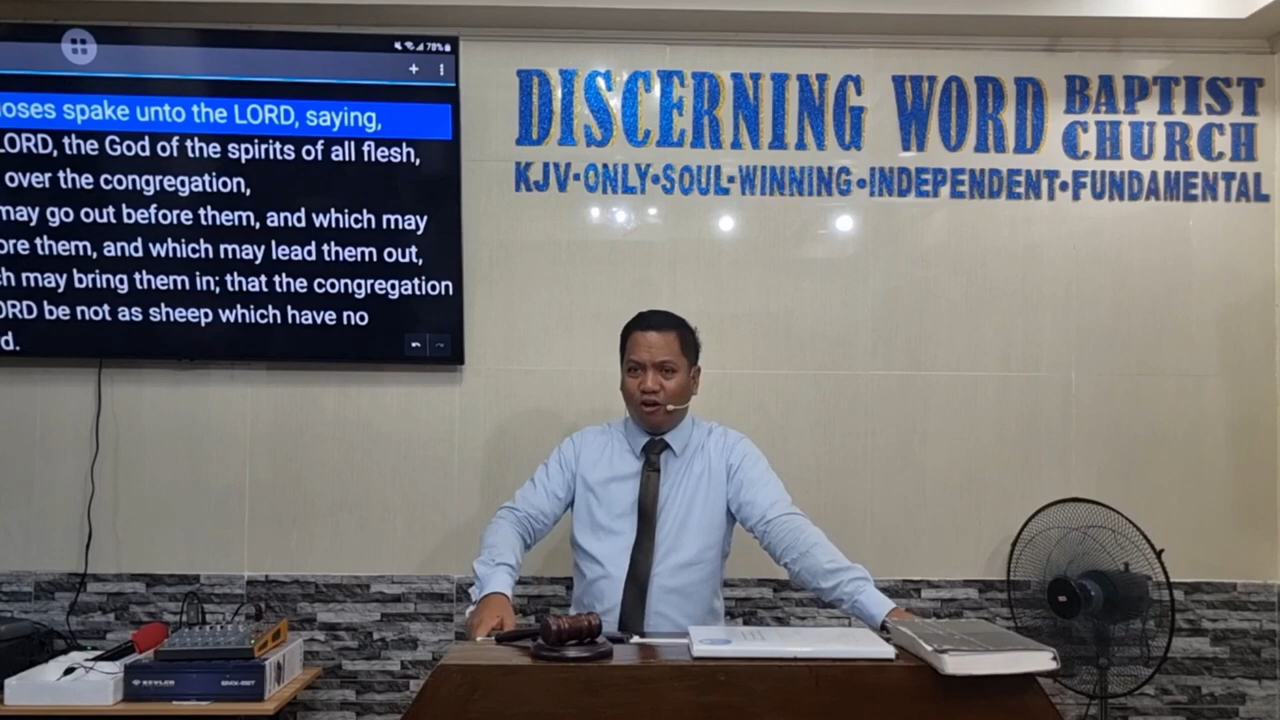 78%
oses spake unto the LORD, saying,
LORD, the God of the spirits of all flesh,
over the congregation,
may go out before them, and which may
ore them, and which may lead them out,
h may bring them in; that the congregation
ORD be not as sheep which have no
d.
DISCERNING WORD BAPTIST CHURCH
KJV-ONLY•SOUL-WINNING•INDEPENDENT•FUNDAMENTAL
KEVLER